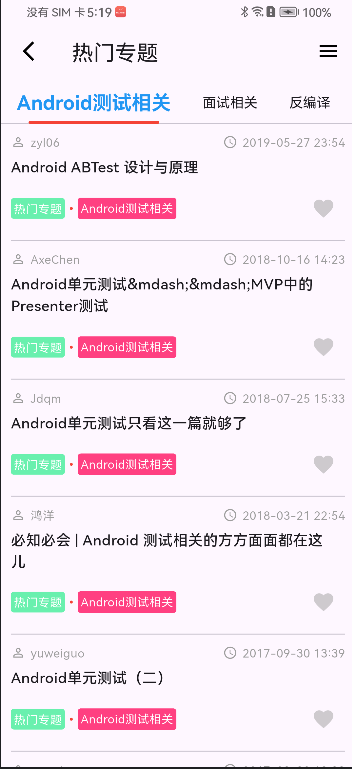 没有 SIM 卡 5:19 100%
热门专题
Android测试相关 面试相关 反编译
zyl06 2019-05-27 23:54
Android ABTest 设计与原理
热门专题 • Android测试相关
AxeChen 2018-10-16 14:23
Android单元测试&mdash;&mdash;MVP中的
Presenter测试
热门专题 • Android测试相关
Jdqm 2018-07-25 15:33
Android单元测试只看这一篇就够了
热门专题 • Android测试相关
鸿洋 2018-03-21 22:54
必知必会 | Android 测试相关的方方面面都在这
儿
热门专题 • Android测试相关
yuweiguo 2017-09-30 13:39
Android单元测试（二）
热门专题 • Android测试相关